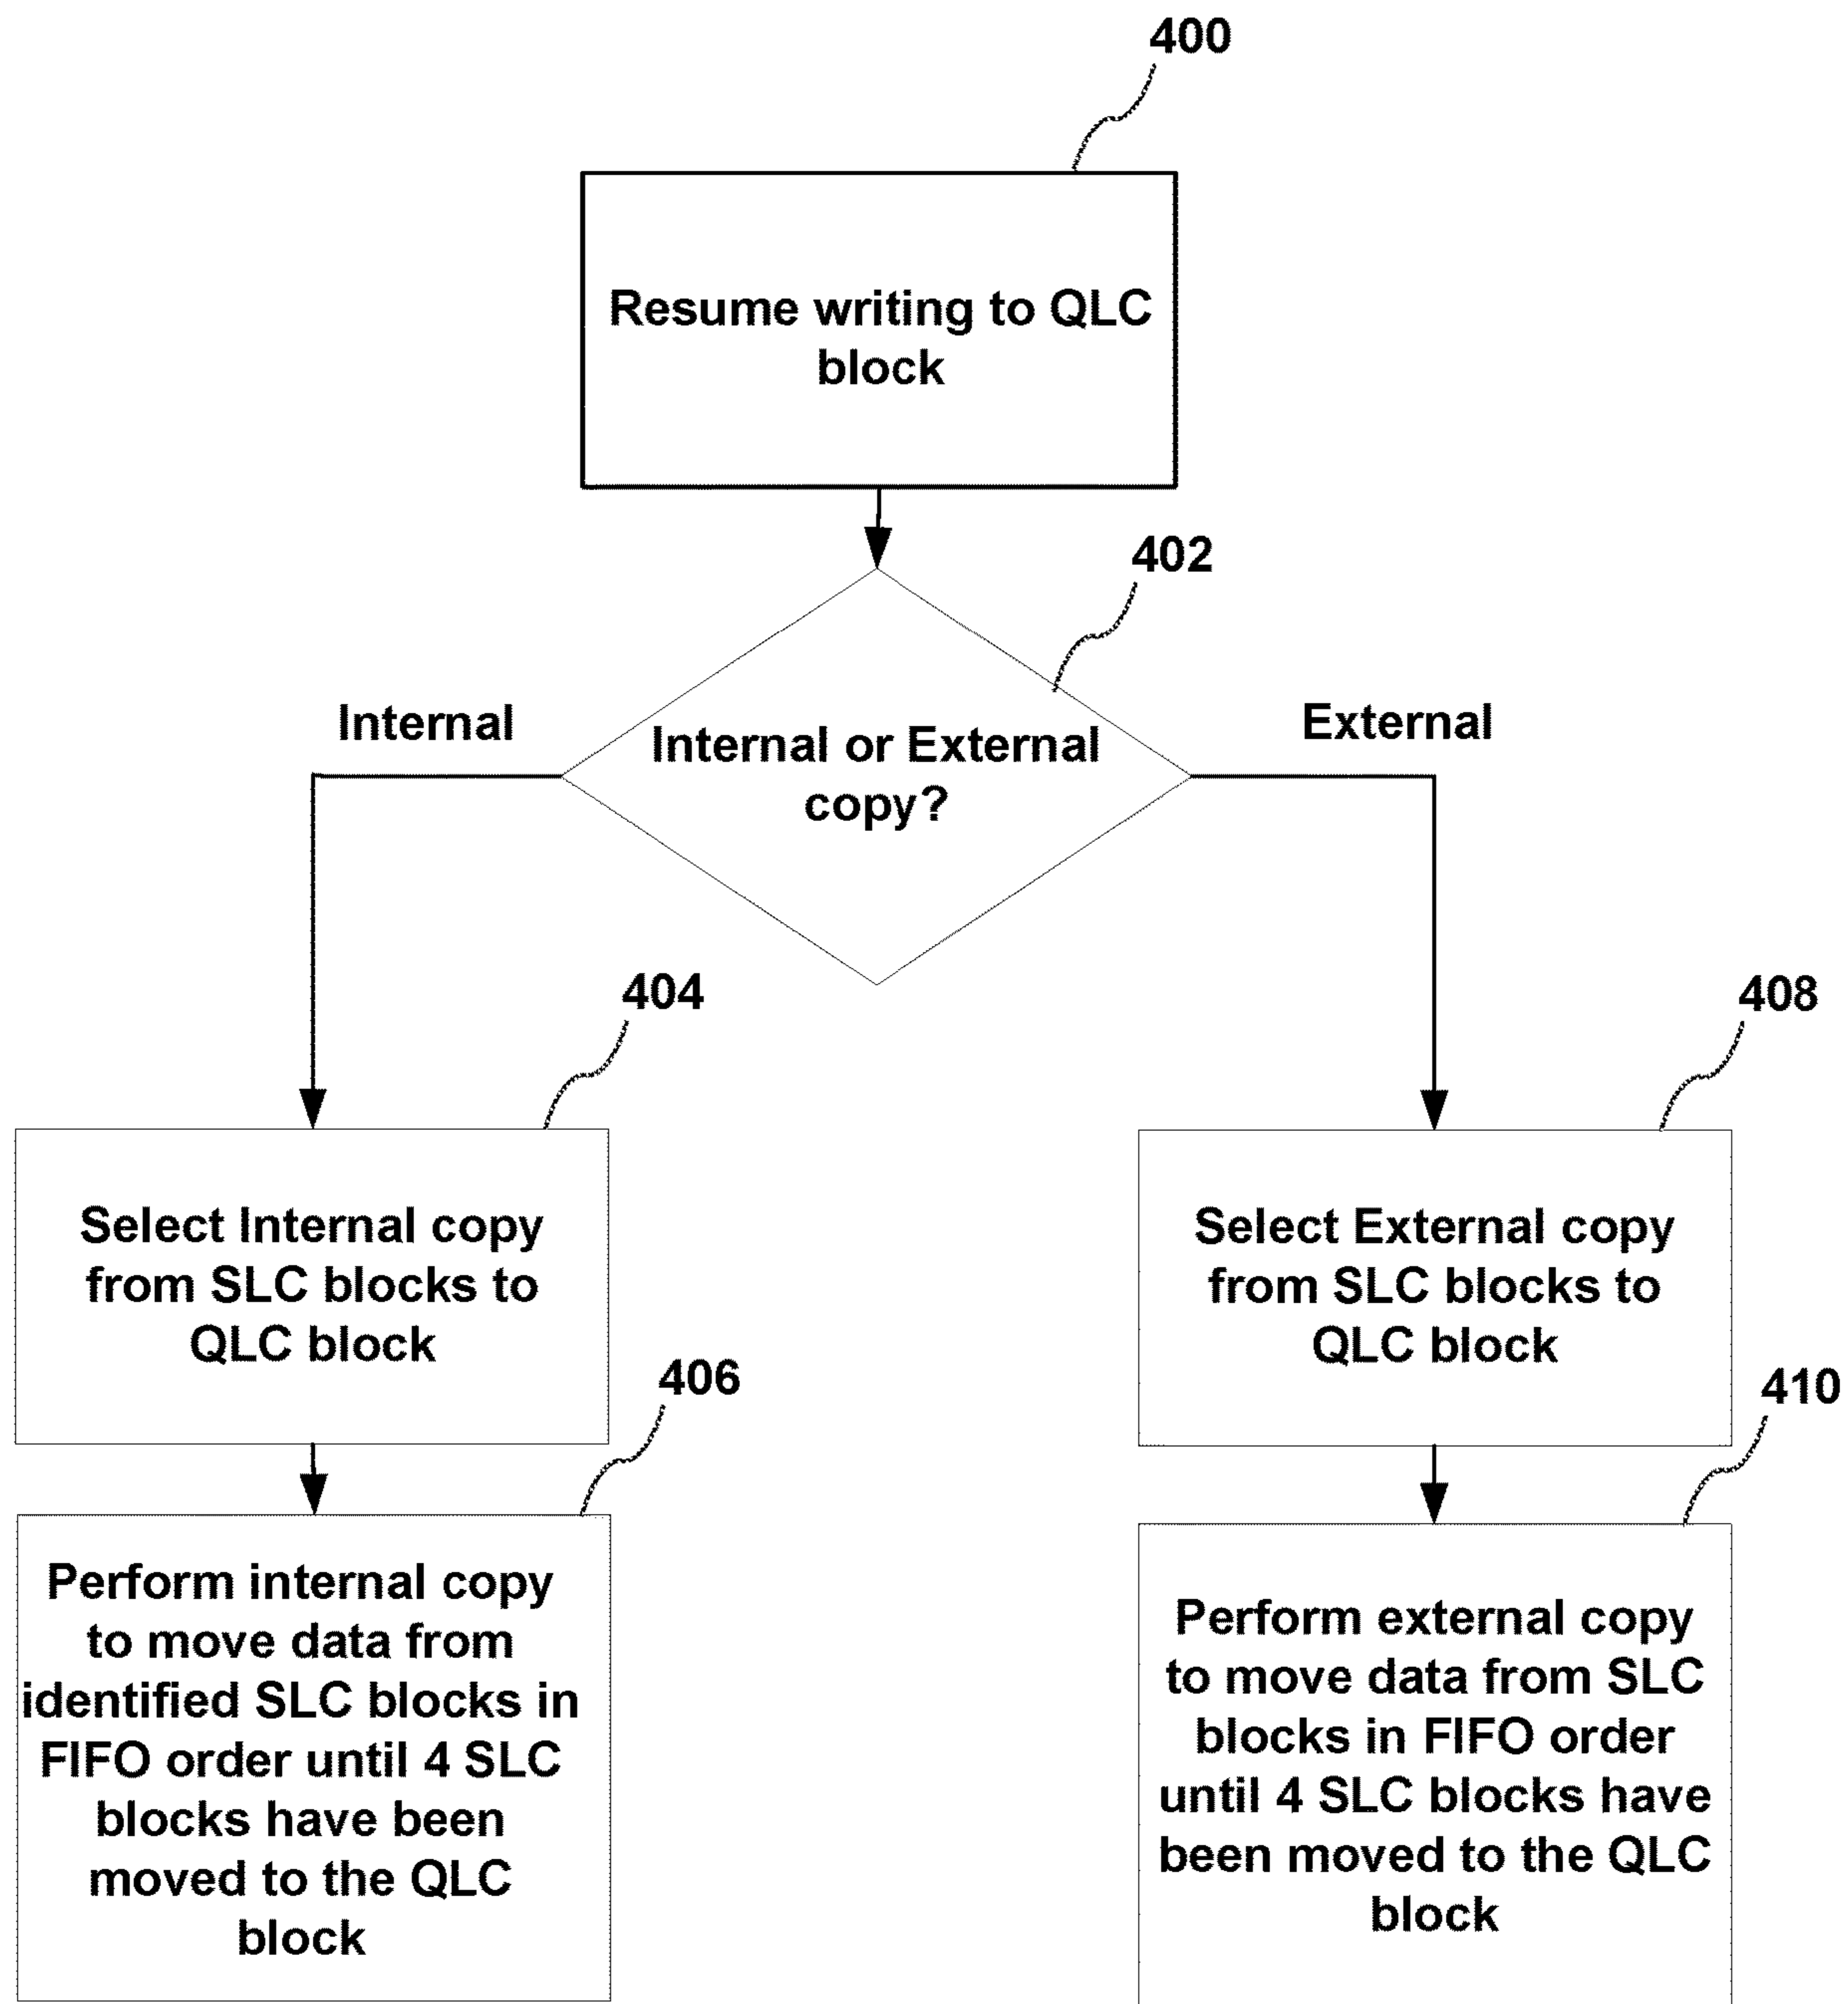 400
Resume writing to QLC
block
402
Internal
External
Internal or External
copy?
404
408
Select Internal copy
from SLC blocks to
QLC block
Select External copy
from SLC blocks to
QLC block
406
410
Perform internal copy
to move data from
identified SLC blocks in
FIFO order until 4 SLC
blocks have been
moved to the QLC
block
Perform external copy
to move data from SLC
blocks in FIFO order
until 4 SLC blocks have
been moved to the QLC
block